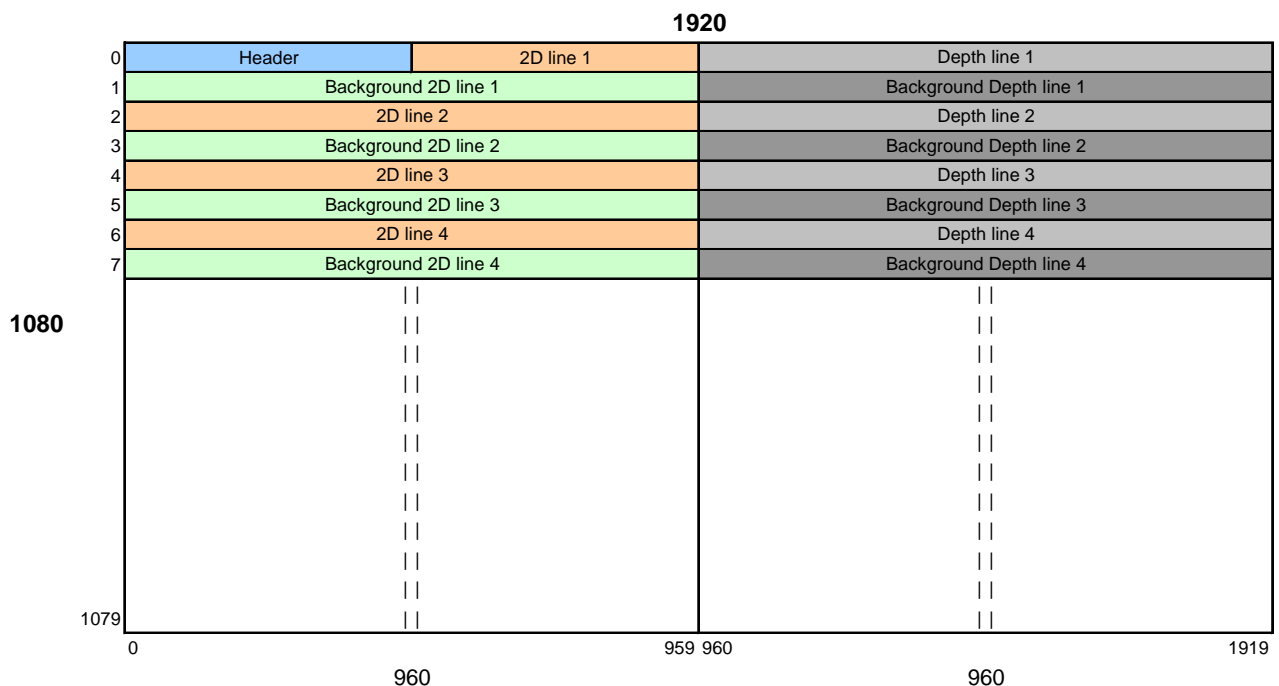 1920
0 Header 2D line 1 Depth line 1
1 Background 2D line 1 Background Depth line 1
2 2D line 2 Depth line 2
3 Background 2D line 2 Background Depth line 2
4 2D line 3 Depth line 3
5 Background 2D line 3 Background Depth line 3
6 2D line 4 Depth line 4
7 Background 2D line 4 Background Depth line 4
1080
1079
0 959 960 1919
960 960